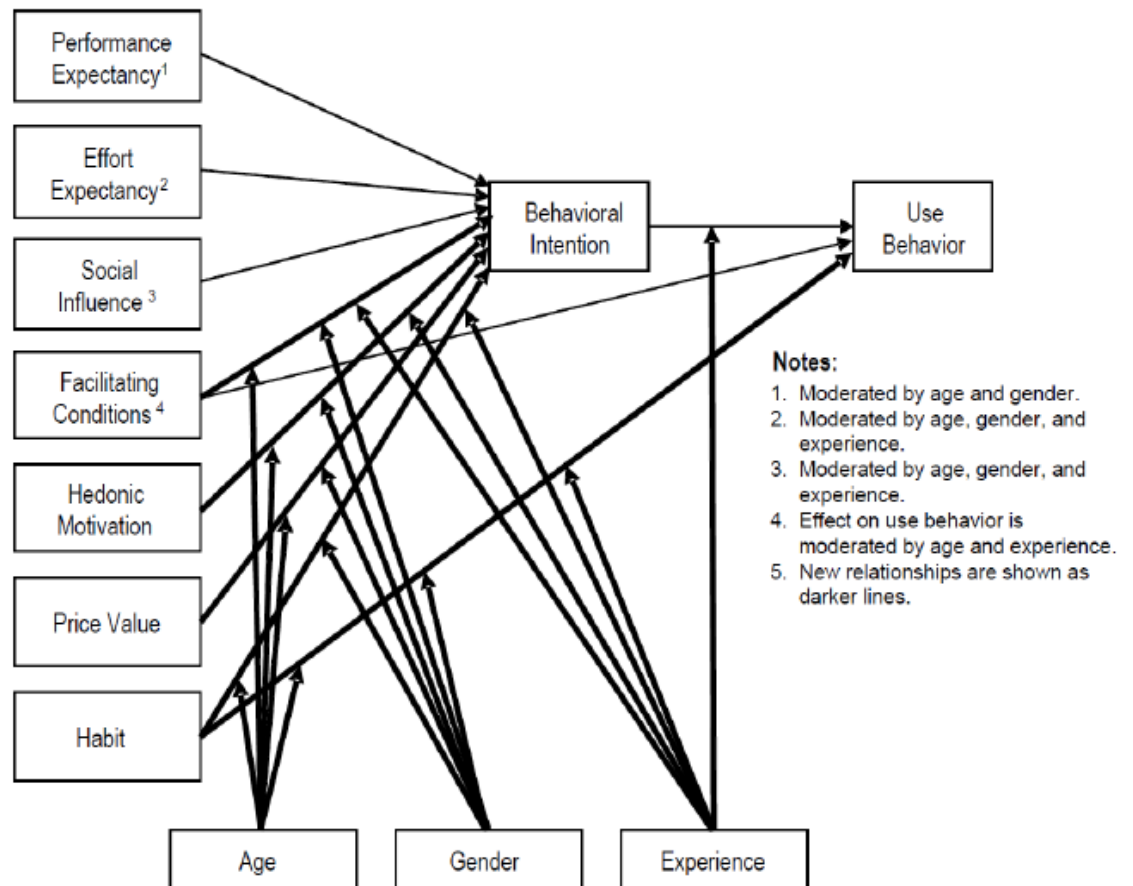 Performance
Expectancy1
Effort
Expectancy2
Social
Influence 3
Facilitating
Conditions 4
Hedonic
Motivation
Price Value
Habit
Behavioral
Intention
Use
Behavior
Notes:
1. Moderated by age and gender.
2. Moderated by age, gender, and
experience.
3. Moderated by age, gender, and
experience.
4. Effect on use behavior is
moderated by age and experience.
5. New relationships are shown as
darker lines.
Age
Gender
Experience